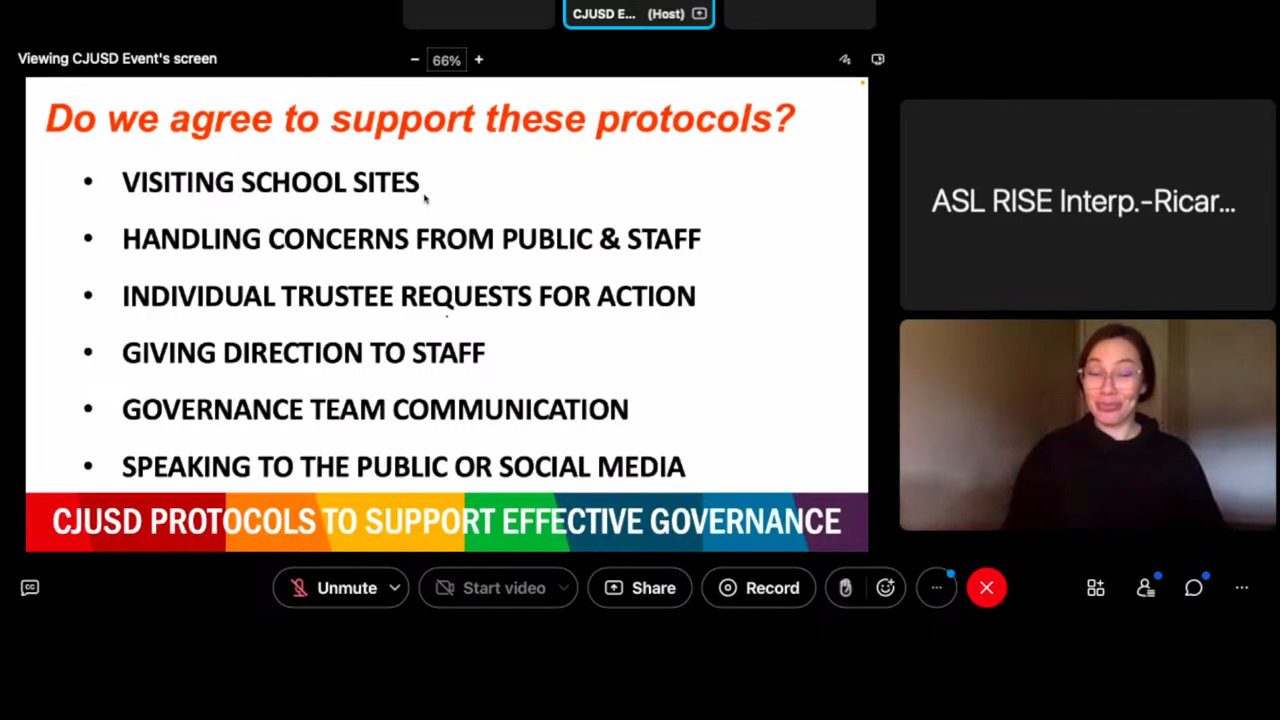 CJUSD E... (Host)
Viewing CJUSD Event's screen
66%
Do we agree to support these protocols?
• VISITING SCHOOL SITES
• HANDLING CONCERNS FROM PUBLIC & STAFF
• INDIVIDUAL TRUSTEE REQUESTS FOR ACTION
• GIVING DIRECTION TO STAFF
• GOVERNANCE TEAM COMMUNICATION
• SPEAKING TO THE PUBLIC OR SOCIAL MEDIA
CJUSD PROTOCOLS TO SUPPORT EFFECTIVE GOVERNANCE
ASL RISE Interp.-Ricar...
CC
Unmute
Start video
Share
Record